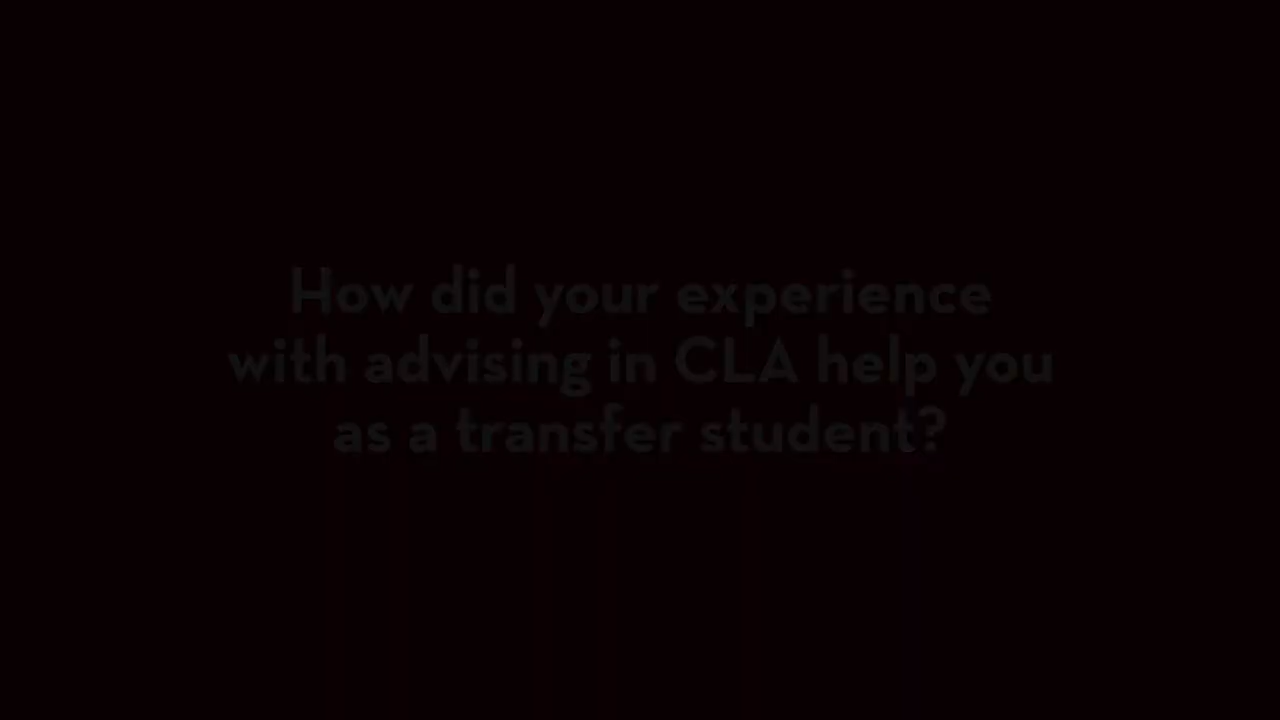 How did your experience
with advising in CLA help you
as a transfer student?